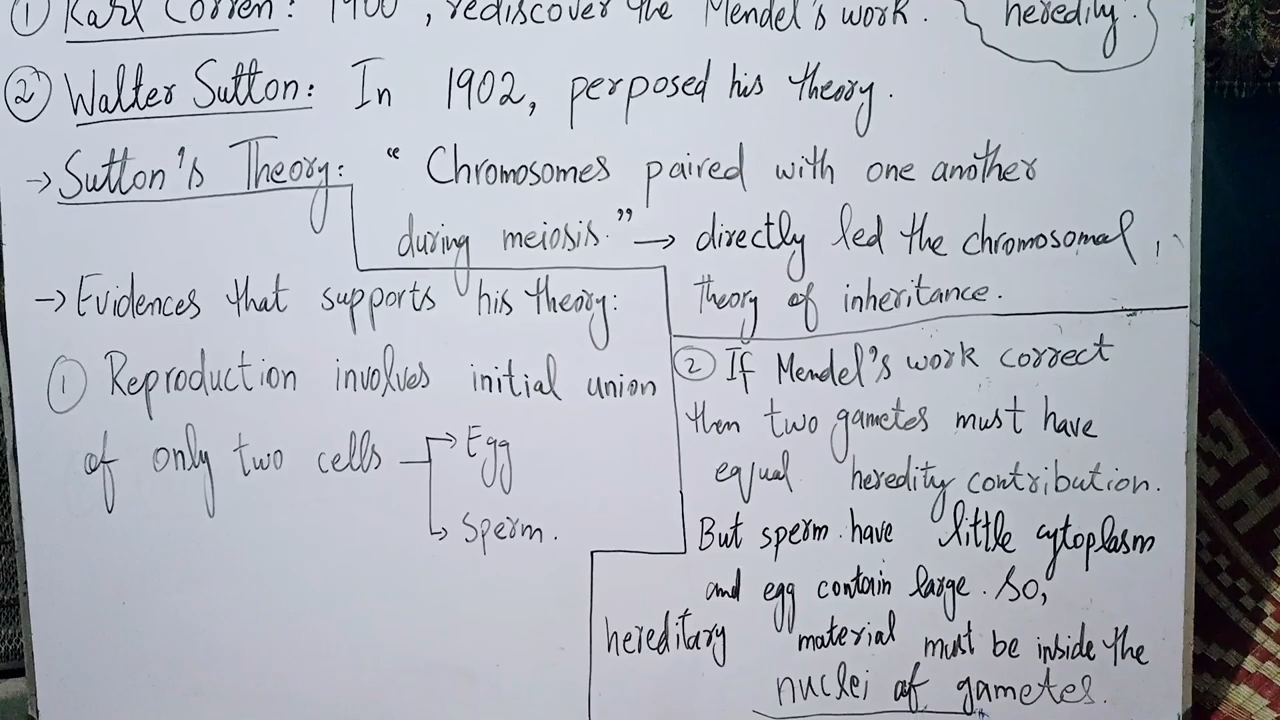 ① Karl Corren: 1900, rediscover the Mendel's work.
heredity.
② Walter Sutton: In 1902, perposed his theory.
→ Sutton's Theory: "Chromosomes paired with one another
during meiosis." → directly led the chromosomal
theory of inheritance.
→ Evidences that supports his theory:
① Reproduction involves initial union
of only two cells → Egg
→ Sperm.
② If Mendel's work correct
then two gametes must have
equal heredity contribution.
But sperm have little cytoplasm
and egg contain large. So,
hereditary material must be inside the
nuclei of gametes.